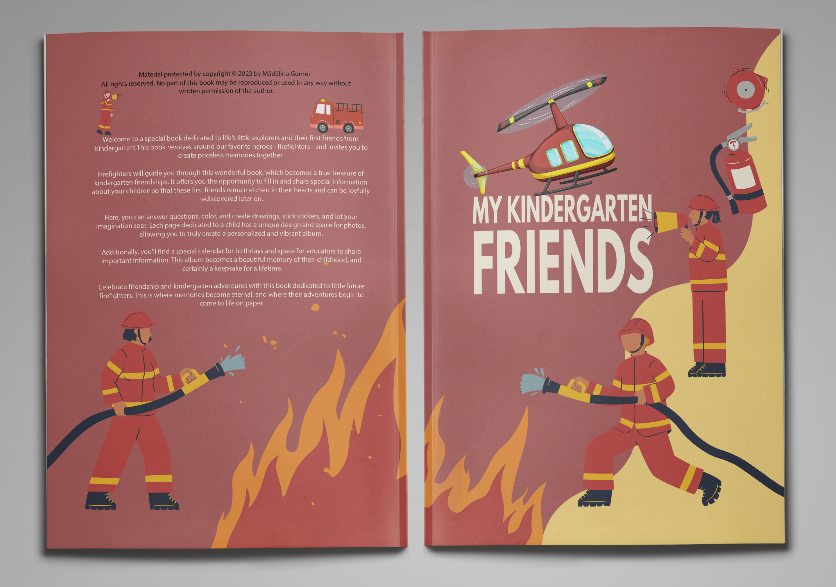 Material protected by copyright © 2023 by Mădălina Gomei
All rights reserved. No part of this book may be reproduced or used in any way without
written permission of the author.
Welcome to a special book dedicated to life's little explorers and their first friends from
kindergarten! This book revolves around our favorite heroes - firefighters - and invites you to
create priceless memories together.
Firefighters will guide you through this wonderful book, which becomes a true treasure of
kindergarten friendships. It offers you the opportunity to fill in and share special information
about your children so that these first friends remain etched in their hearts and can be joyfully
rediscovered later on.
Here, you can answer questions, color, and create drawings, stick stickers, and let your
imagination soar. Each page dedicated to a child has a unique design and space for photos,
allowing you to truly create a personalized and vibrant album.
Additionally, you'll find a special calendar for birthdays and space for educators to share
important information. This album becomes a beautiful memory of their childhood, and
certainly a keepsake for a lifetime.
Celebrate friendship and kindergarten adventures with this book dedicated to little future
firefighters. This is where memories become eternal, and where their adventures begin to
come to life on paper.
MY KINDERGARTEN
FRIENDS